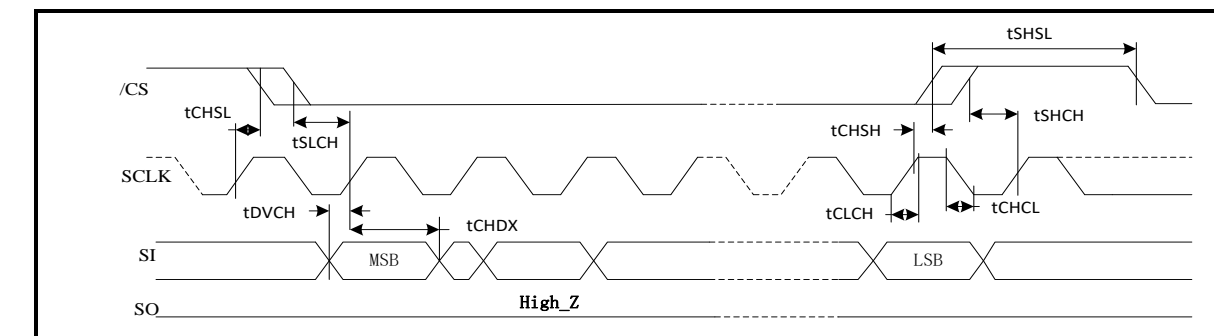 tSHSL
/CS
tCHSL
tSLCH
tCHSH
tSHCH
SCLK
tDVCH
tCHDX
tCLCH
tCHCL
SI
MSB
LSB
SO
High_Z